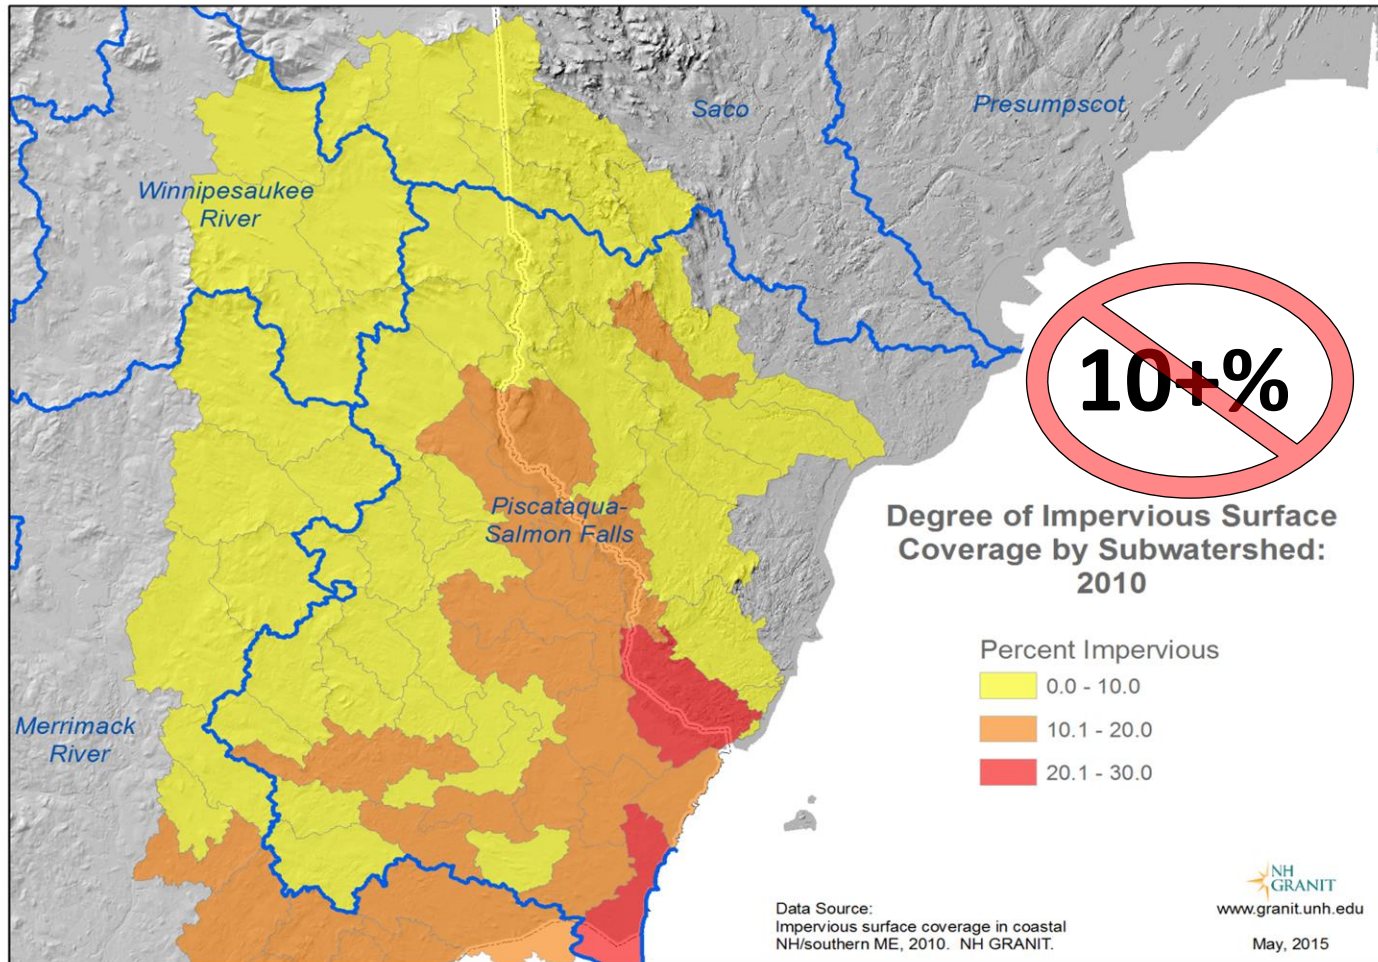 Saco
Presumpscot
Winnipesaukee
River
10+%
Piscataqua-
Salmon Falls
Degree of Impervious Surface
Coverage by Subwatershed:
2010
Percent Impervious
0.0 - 10.0
10.1 - 20.0
20.1 - 30.0
Merrimack
River
NH
GRANIT
www.granit.unh.edu
May, 2015
Data Source:
Impervious surface coverage in coastal
NH/southern ME, 2010.  NH GRANIT.